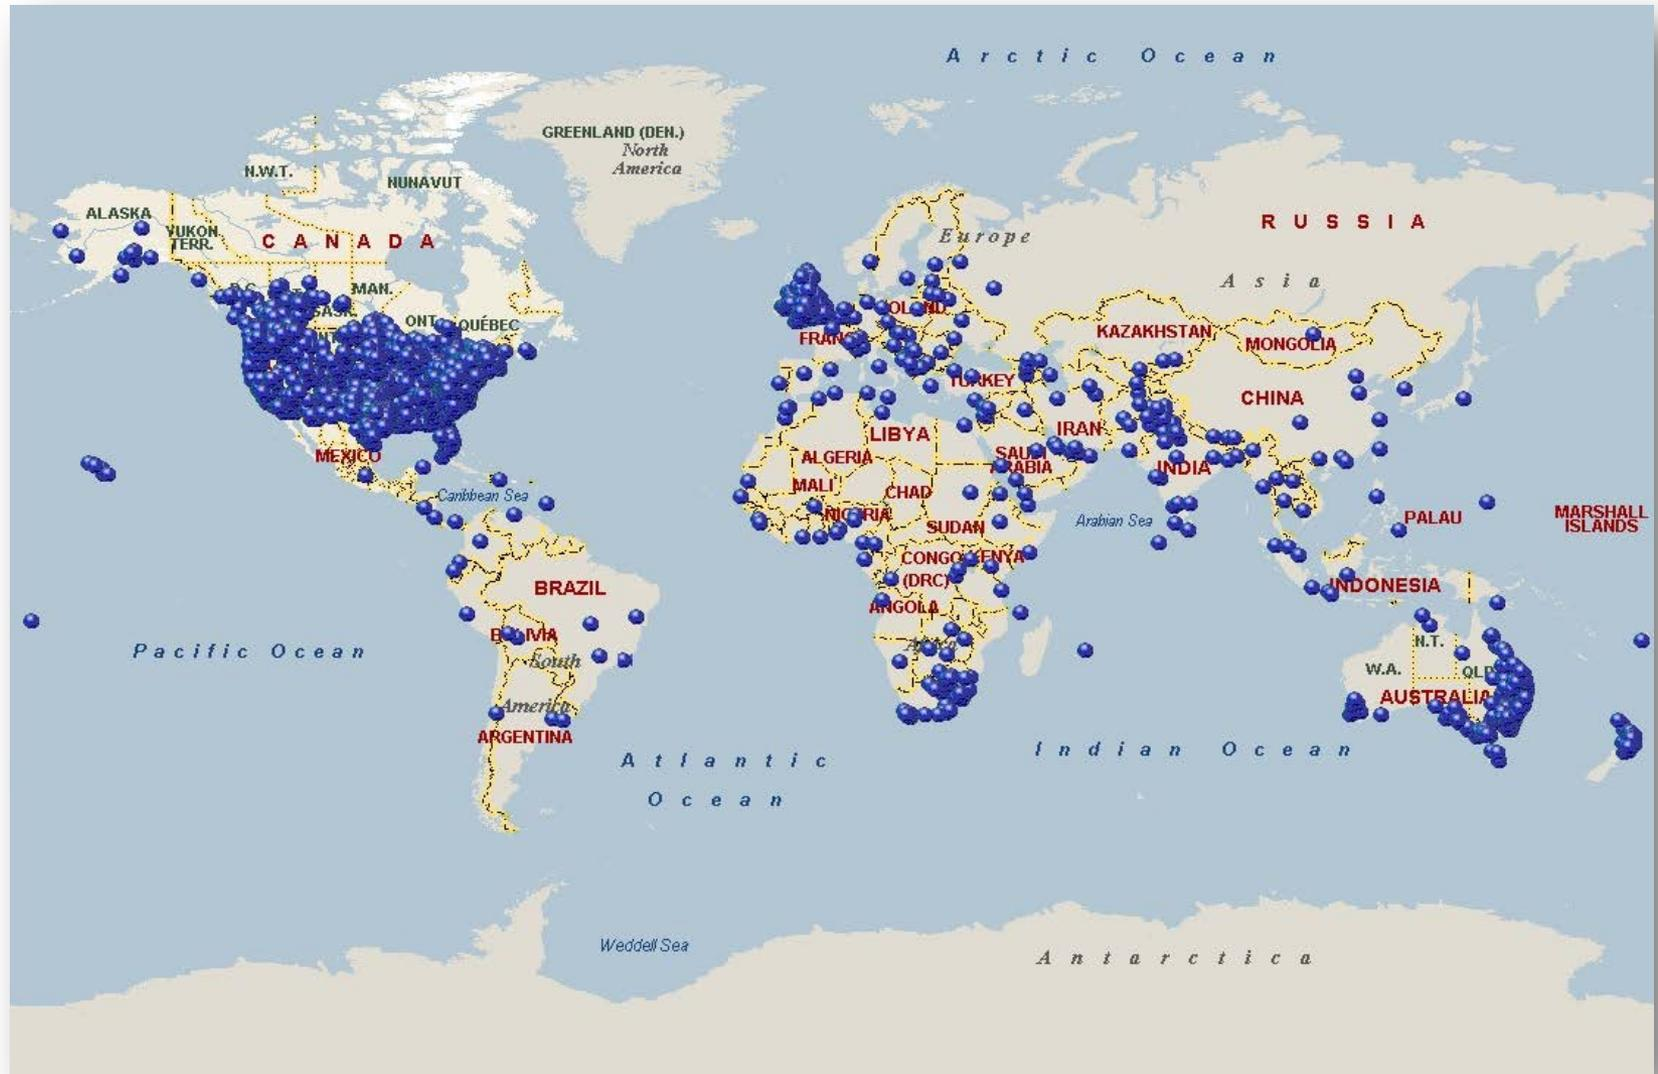 Arctic Ocean
GREENLAND (DEN.)
North
America
N.W.T.
NUNAVUT
ALASKA
YUKON
TERR.
CANADA
RUSSIA
Europe
Asia
MAN.
ONT.
QUÉBEC
KAZAKHSTAN
MONGOLIA
TURKEY
CHINA
LIBYA
IRAN
MEXICO
ALGERIA
SAUDI
ARABIA
INDIA
MALI
CHAD
Caribbean Sea
NIGERIA
SUDAN
Arabian Sea
PALAU
MARSHALL
ISLANDS
CONGO
(DRC)
KENYA
BRAZIL
INDONESIA
ANGOLA
BOLIVIA
Pacific Ocean
Africa
N.T.
South
America
W.A.
QLD
AUSTRALIA
ARGENTINA
Atlantic
Ocean
Indian Ocean
Weddell Sea
Antarctica